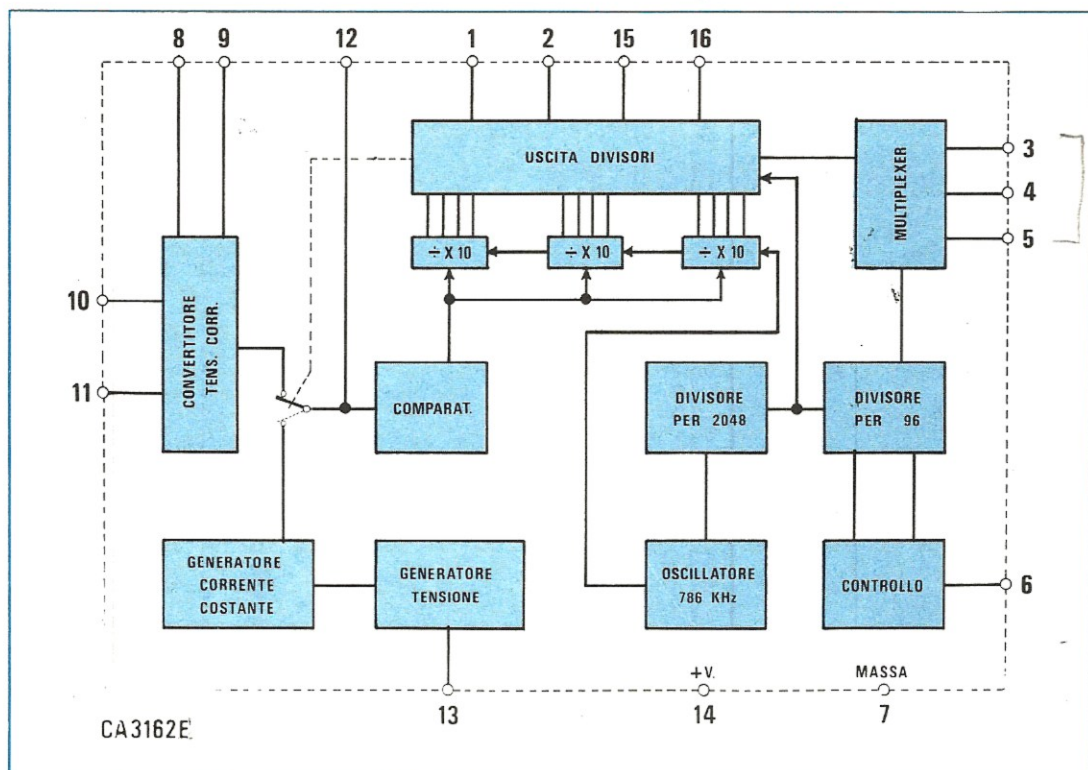 8 9 12 1 2 15 16
USCITA DIVISORI
MULTIPLEXER
3
4
5
÷ X 10 ÷ X 10 ÷ X 10
10
11
CONVERTITORE
TENS. CORR.
COMPARAT.
DIVISORE
PER 2048
DIVISORE
PER 96
GENERATORE
CORRENTE
COSTANTE
GENERATORE
TENSIONE
OSCILLATORE
786 KHz
CONTROLLO
6
+V. MASSA
13 14 7
CA3162E